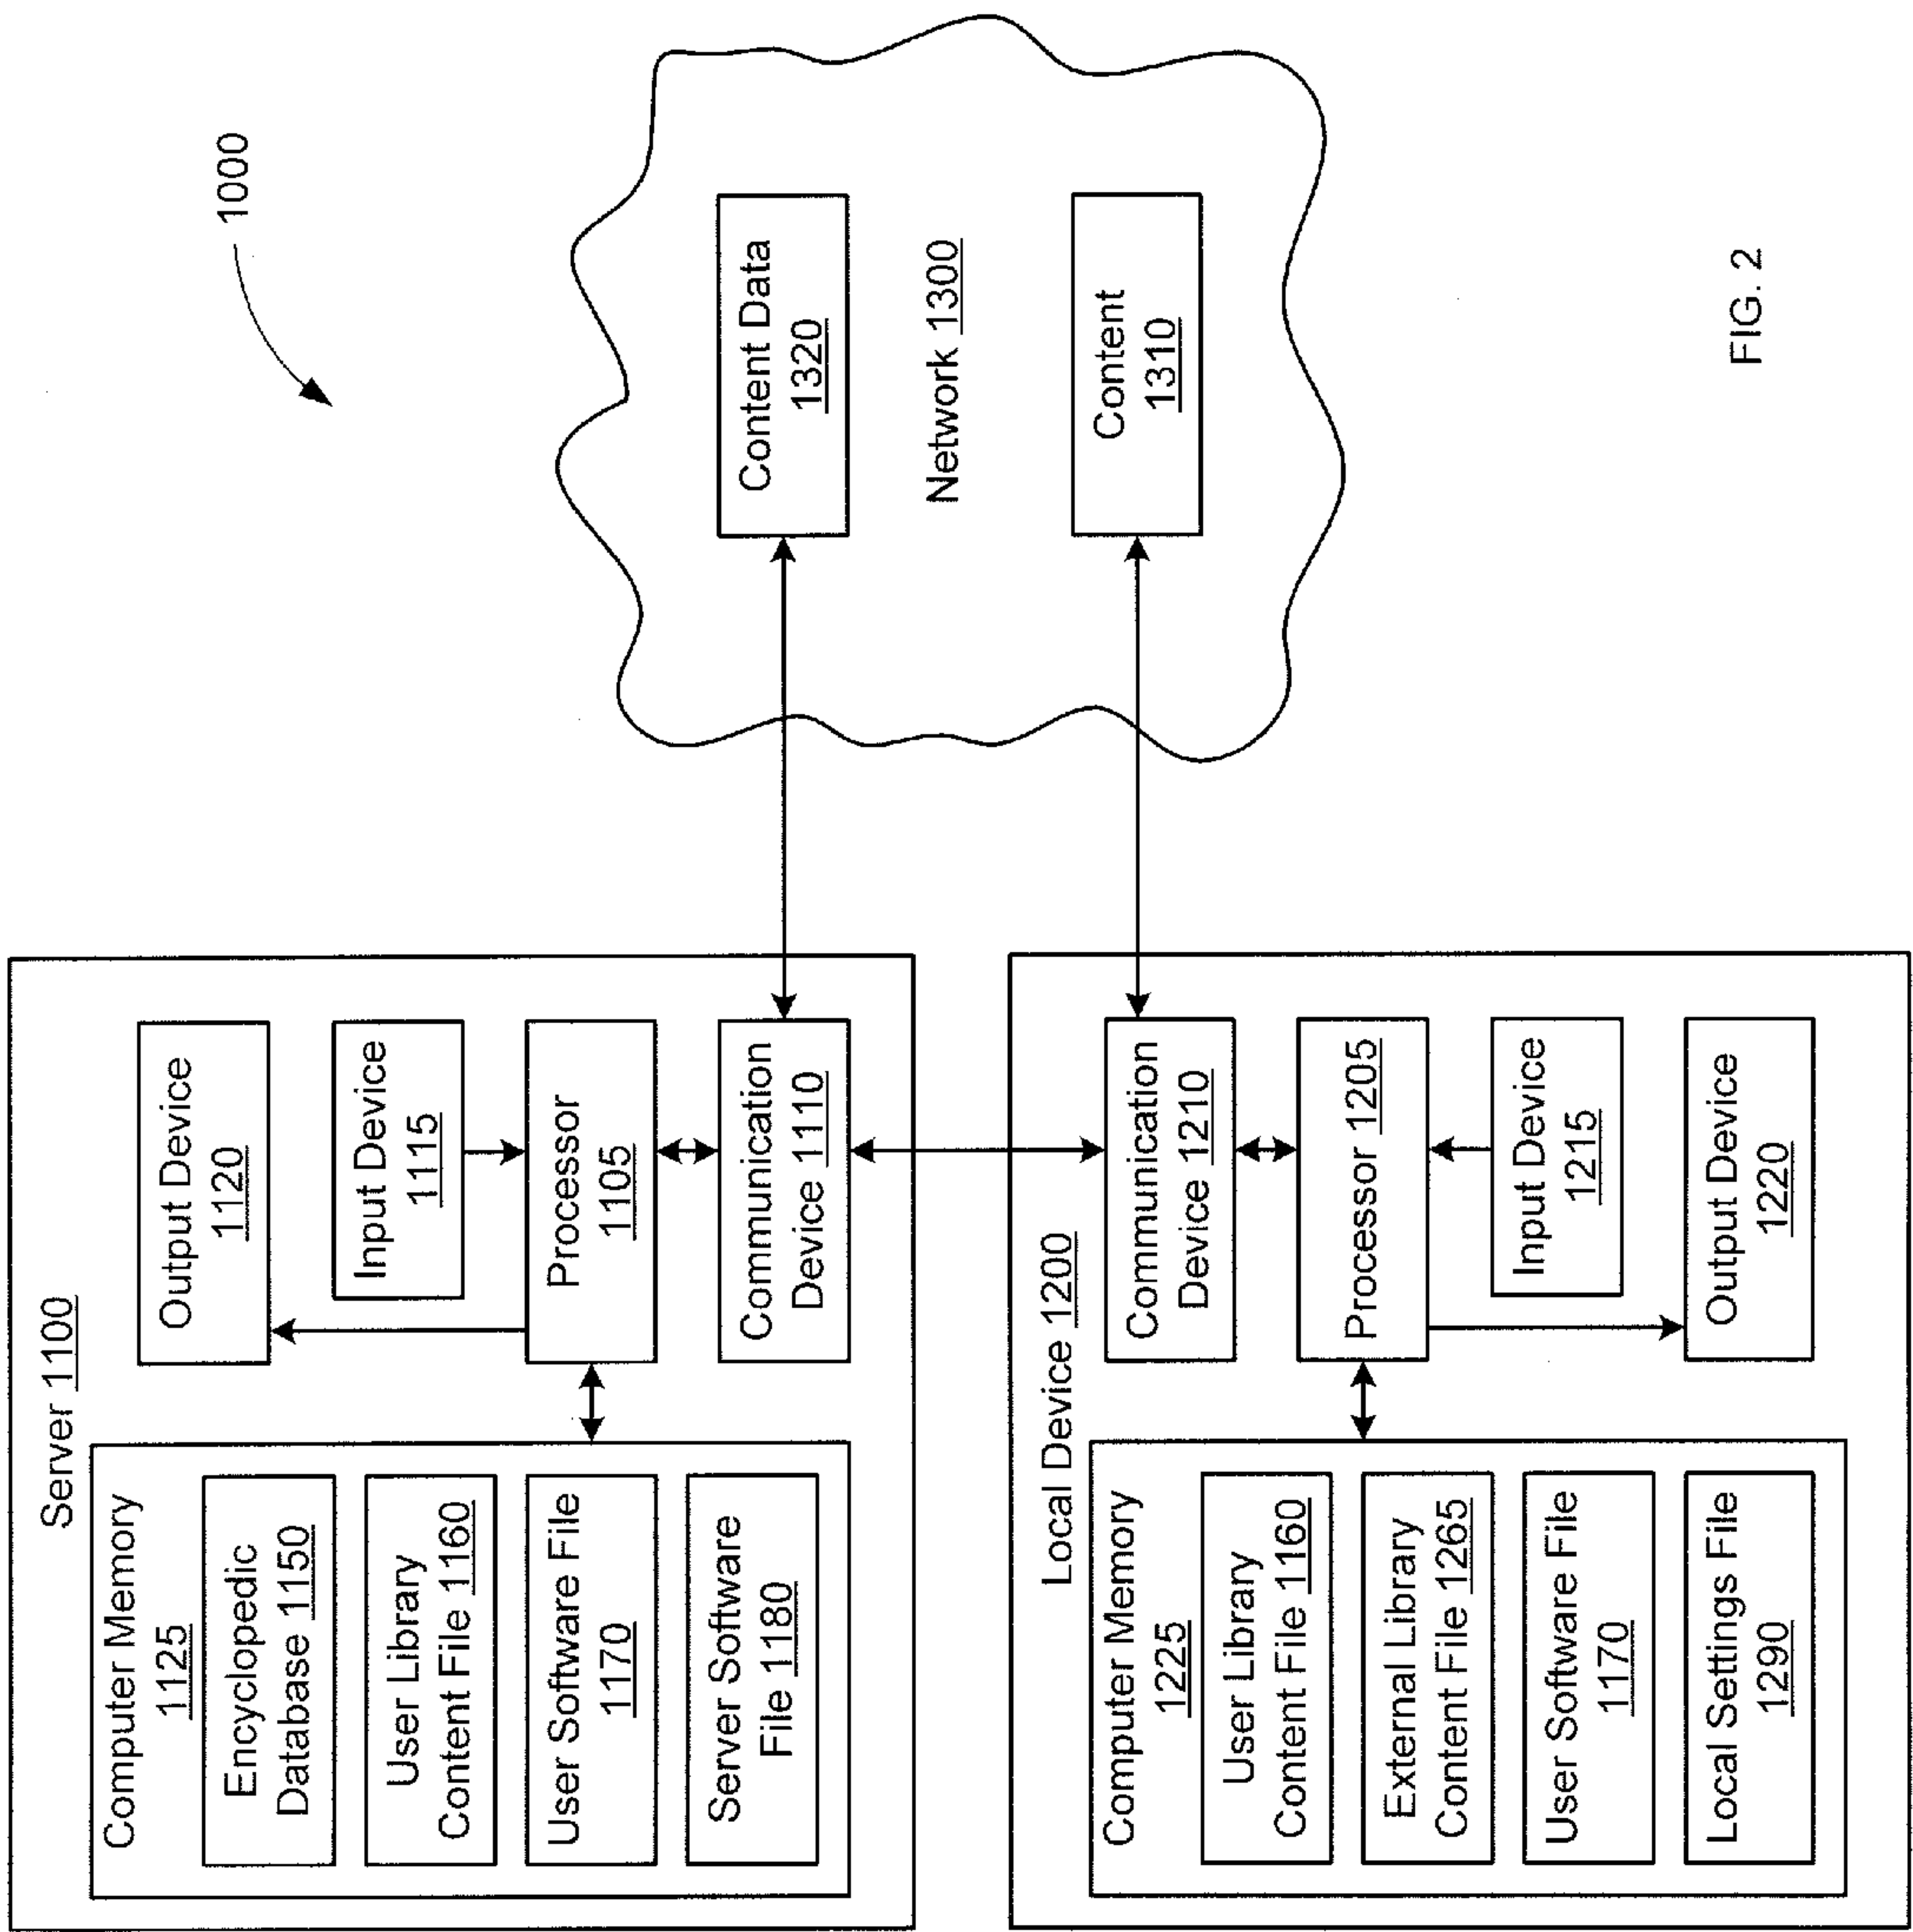 1000
Server 1100
Computer Memory
1125
Encyclopedic
Database 1150
User Library
Content File 1160
User Software File
1170
Server Software
File 1180
Output Device
1120
Input Device
1115
Processor
1105
Communication
Device 1110
Content Data
1320
Network 1300
Content
1310
Local Device 1200
Computer Memory
1225
User Library
Content File 1160
External Library
Content File 1265
User Software File
1170
Local Settings File
1290
Communication
Device 1210
Processor 1205
Input Device
1215
Output Device
1220
FIG. 2